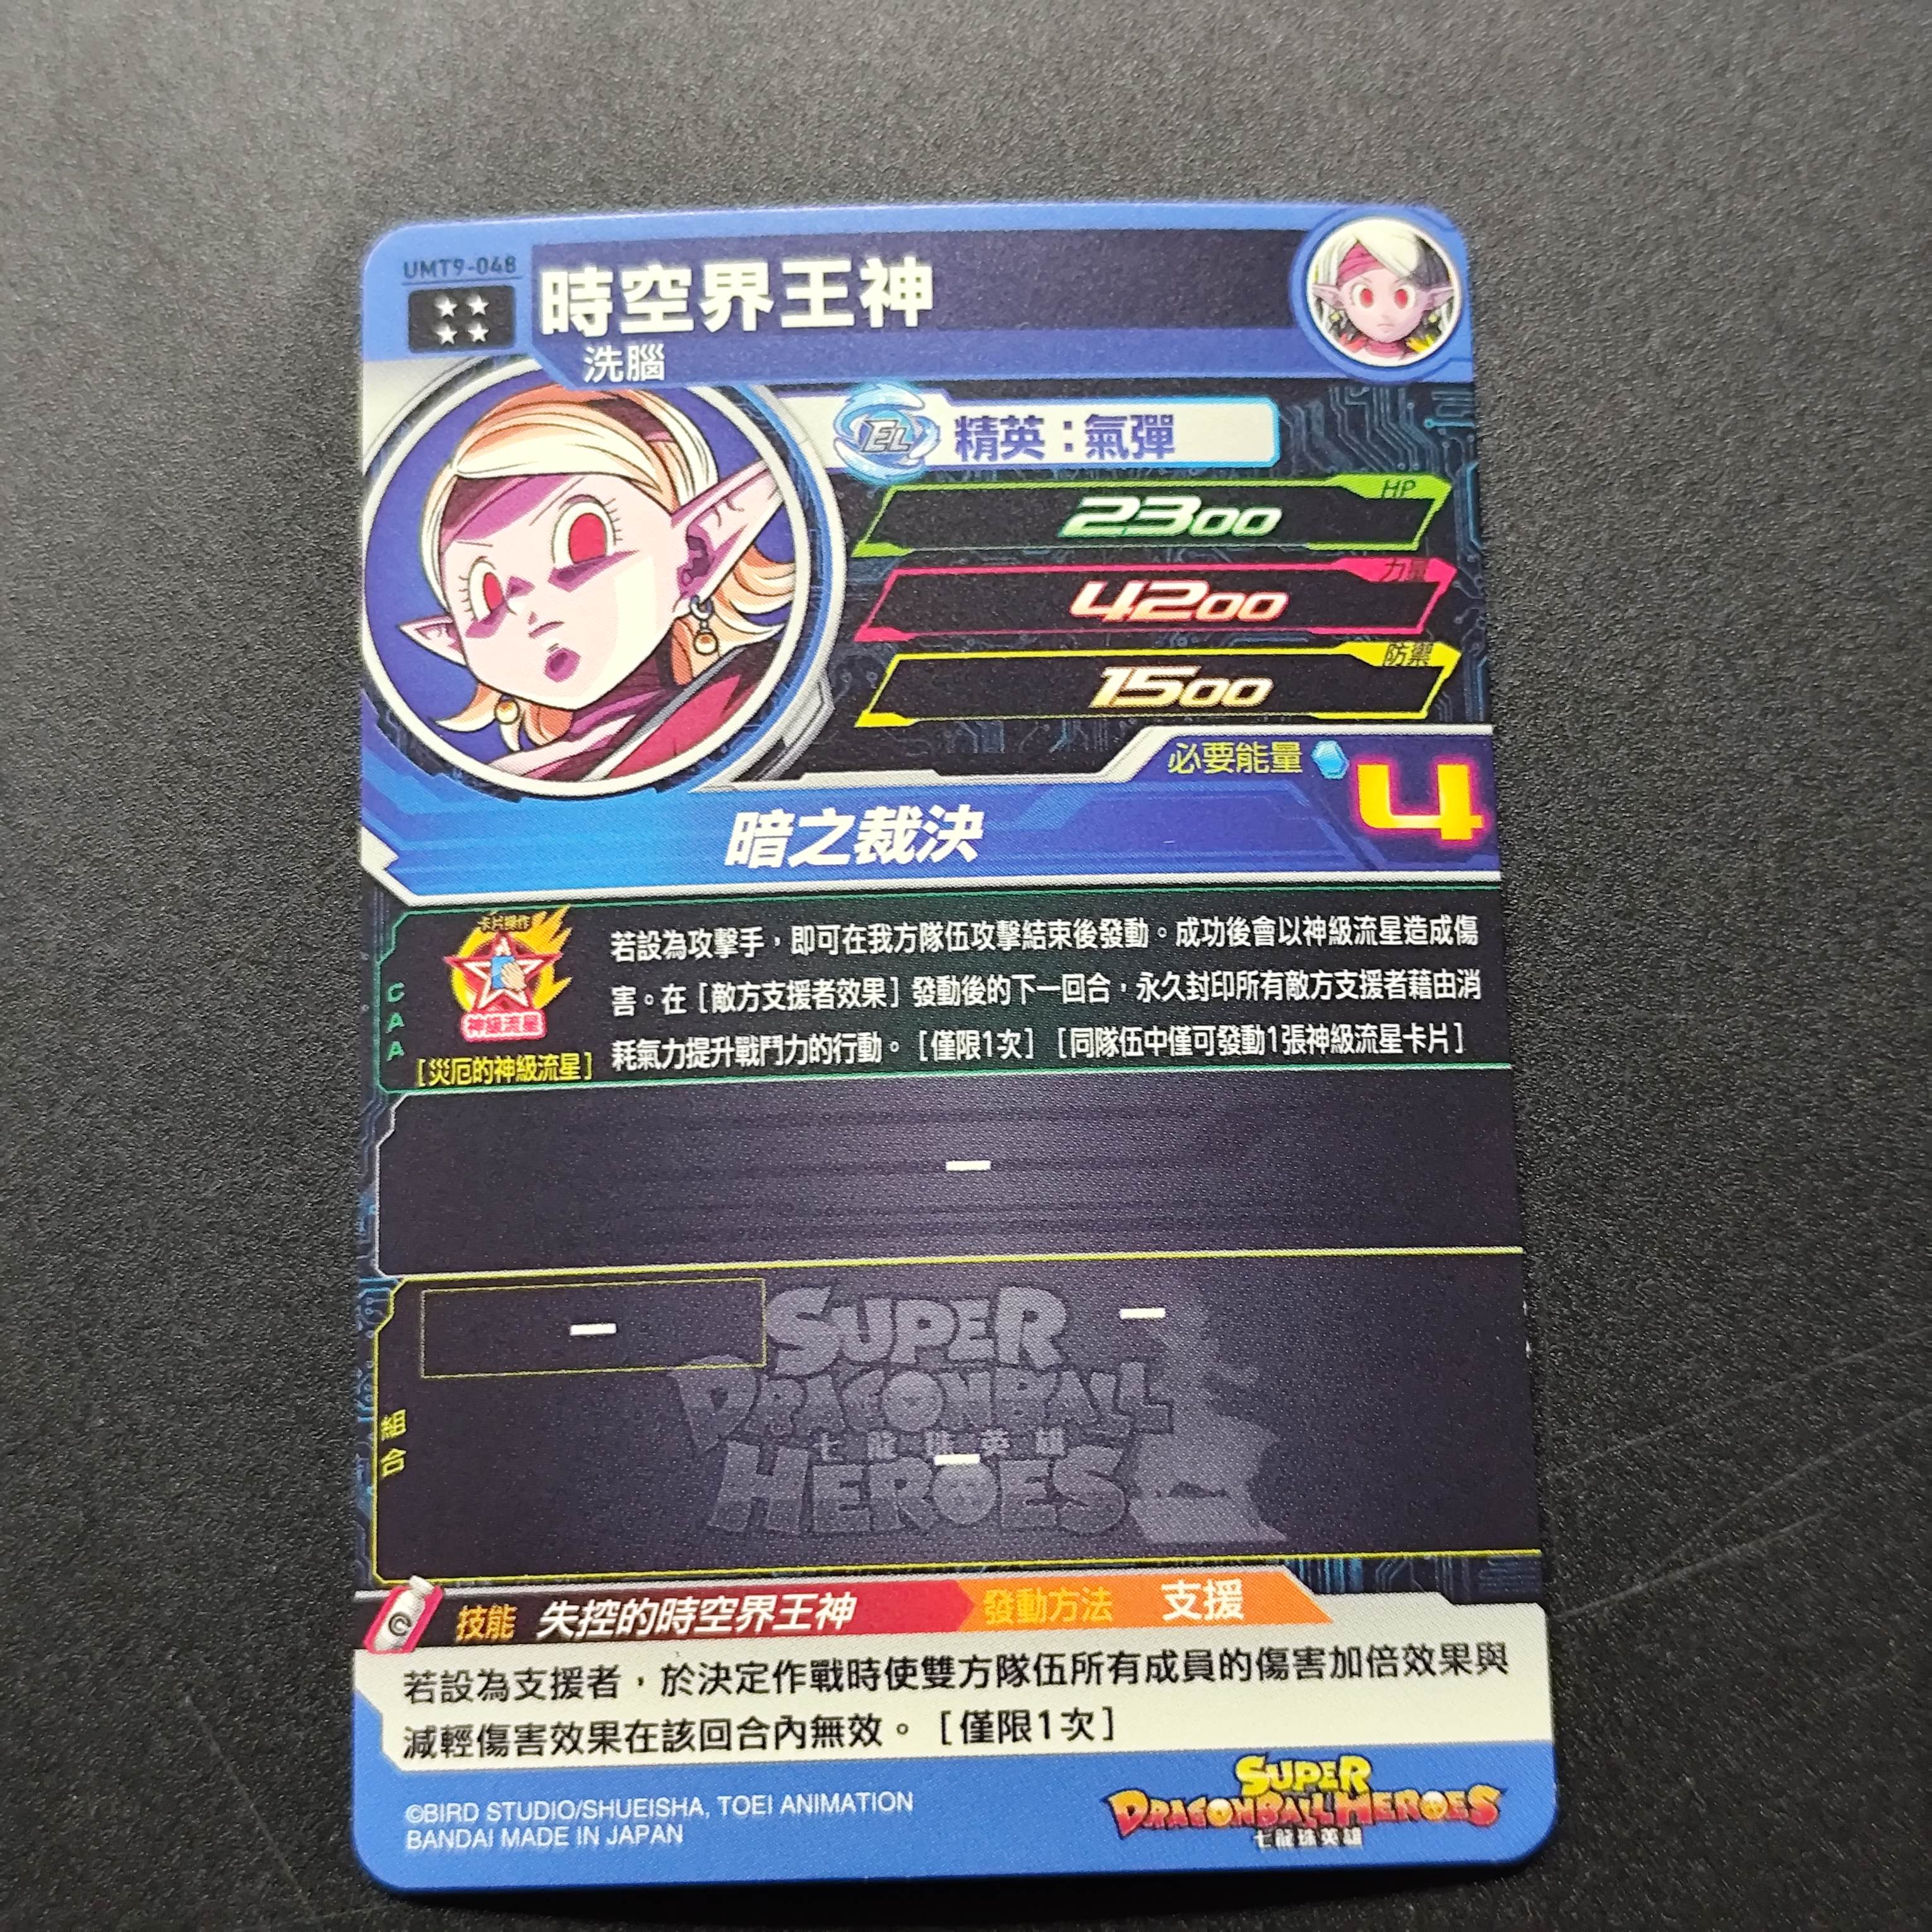 UMT9-048
時空界王神
洗腦
EL 精英：氣彈
HP
2300
力量
4200
防禦
1500
必要能量 4
暗之裁決
卡片操作
神級流星
[災厄的神級流星]
CAA
若設為攻擊手，即可在我方隊伍攻擊結束後發動。成功後會以神級流星造成傷
害。在[敵方支援者效果]發動後的下一回合，永久封印所有敵方支援者藉由消
耗氣力提升戰鬥力的行動。[僅限1次] [同隊伍中僅可發動1張神級流星卡片]
—
— —
組合
SUPER
DRAGONBALL
七龍珠英雄
—
HEROES
技能 失控的時空界王神 發動方法 支援
若設為支援者，於決定作戰時使雙方隊伍所有成員的傷害加倍效果與
減輕傷害效果在該回合內無效。[僅限1次]
©BIRD STUDIO/SHUEISHA, TOEI ANIMATION
BANDAI MADE IN JAPAN
SUPER
DRAGONBALL HEROES
七龍珠英雄